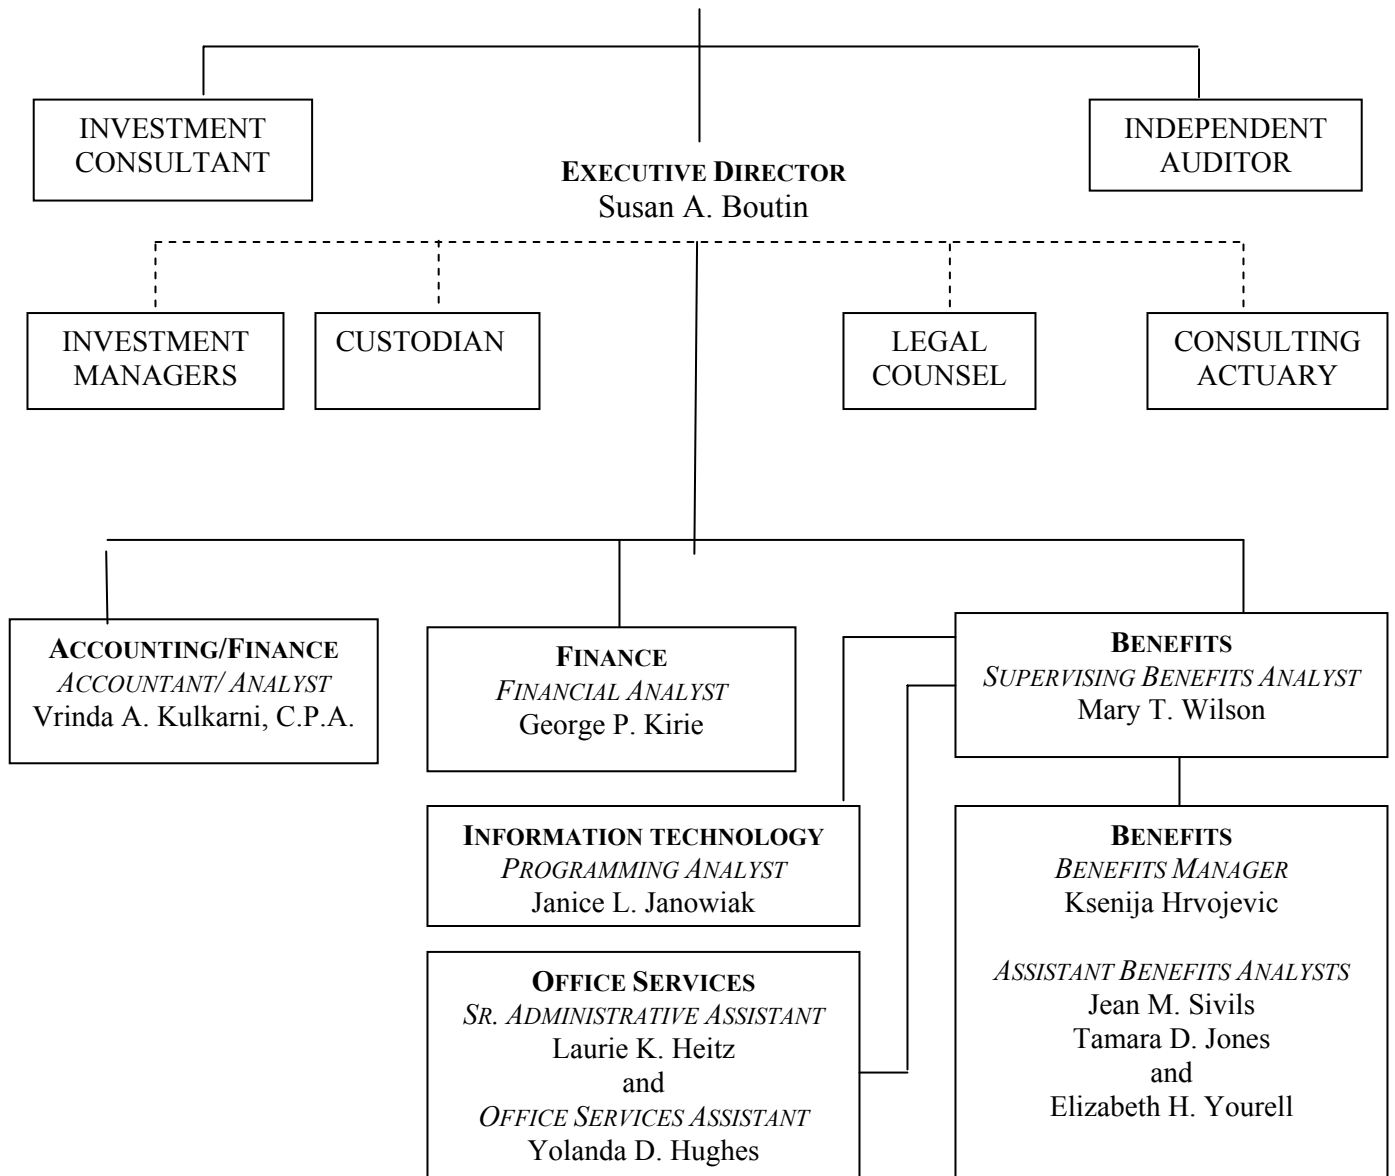 INVESTMENT
CONSULTANT
INDEPENDENT
AUDITOR
EXECUTIVE DIRECTOR
Susan A. Boutin
INVESTMENT
MANAGERS
CUSTODIAN
LEGAL
COUNSEL
CONSULTING
ACTUARY
ACCOUNTING/FINANCE
ACCOUNTANT/ ANALYST
Vrinda A. Kulkarni, C.P.A.
FINANCE
FINANCIAL ANALYST
George P. Kirie
BENEFITS
SUPERVISING BENEFITS ANALYST
Mary T. Wilson
INFORMATION TECHNOLOGY
PROGRAMMING ANALYST
Janice L. Janowiak
OFFICE SERVICES
SR. ADMINISTRATIVE ASSISTANT
Laurie K. Heitz
and
OFFICE SERVICES ASSISTANT
Yolanda D. Hughes
BENEFITS
BENEFITS MANAGER
Ksenija Hrvojevic
ASSISTANT BENEFITS ANALYSTS
Jean M. Sivils
Tamara D. Jones
and
Elizabeth H. Yourell